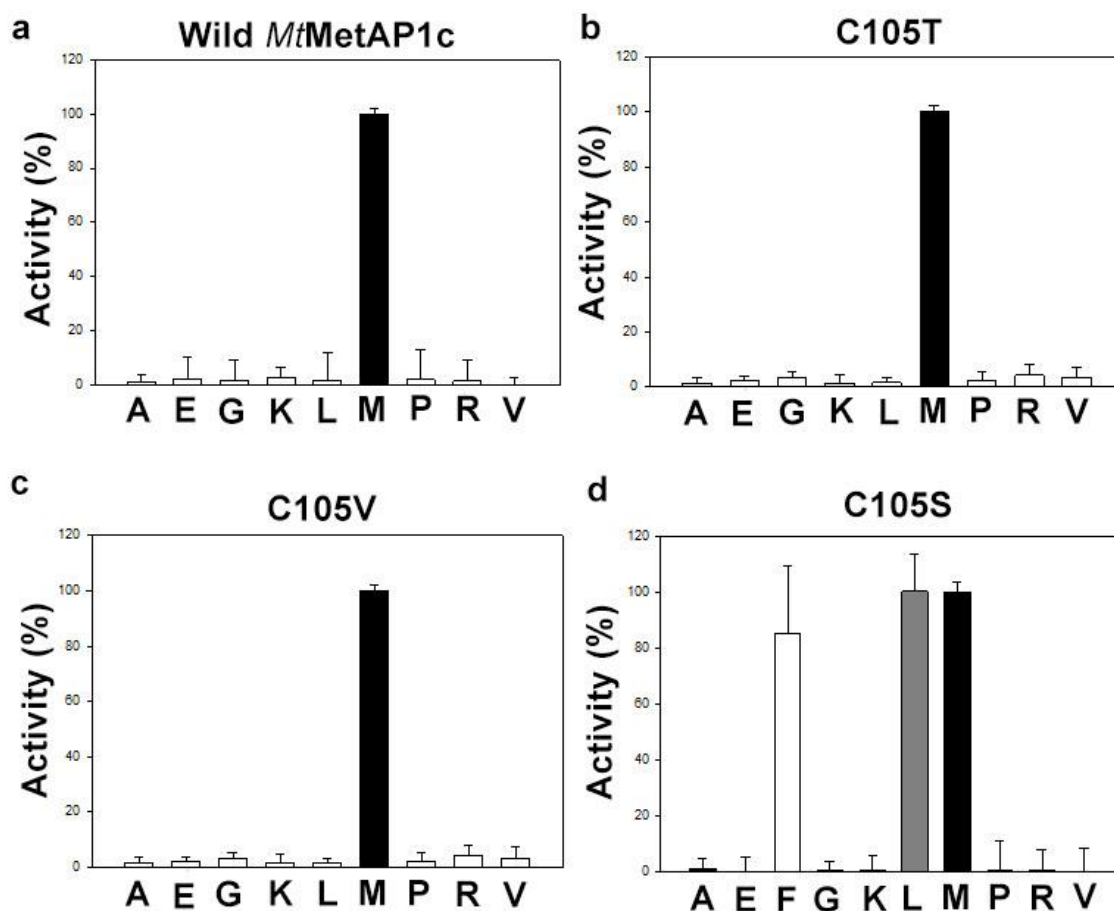 a
Wild MtMetAP1c
120
100
80
60
40
20
0
Activity (%)
A E G K L M P R V
b
C105T
120
100
80
60
40
20
0
Activity (%)
A E G K L M P R V
c
C105V
120
100
80
60
40
20
0
Activity (%)
A E G K L M P R V
d
C105S
120
100
80
60
40
20
0
Activity (%)
A E F G K L M P R V